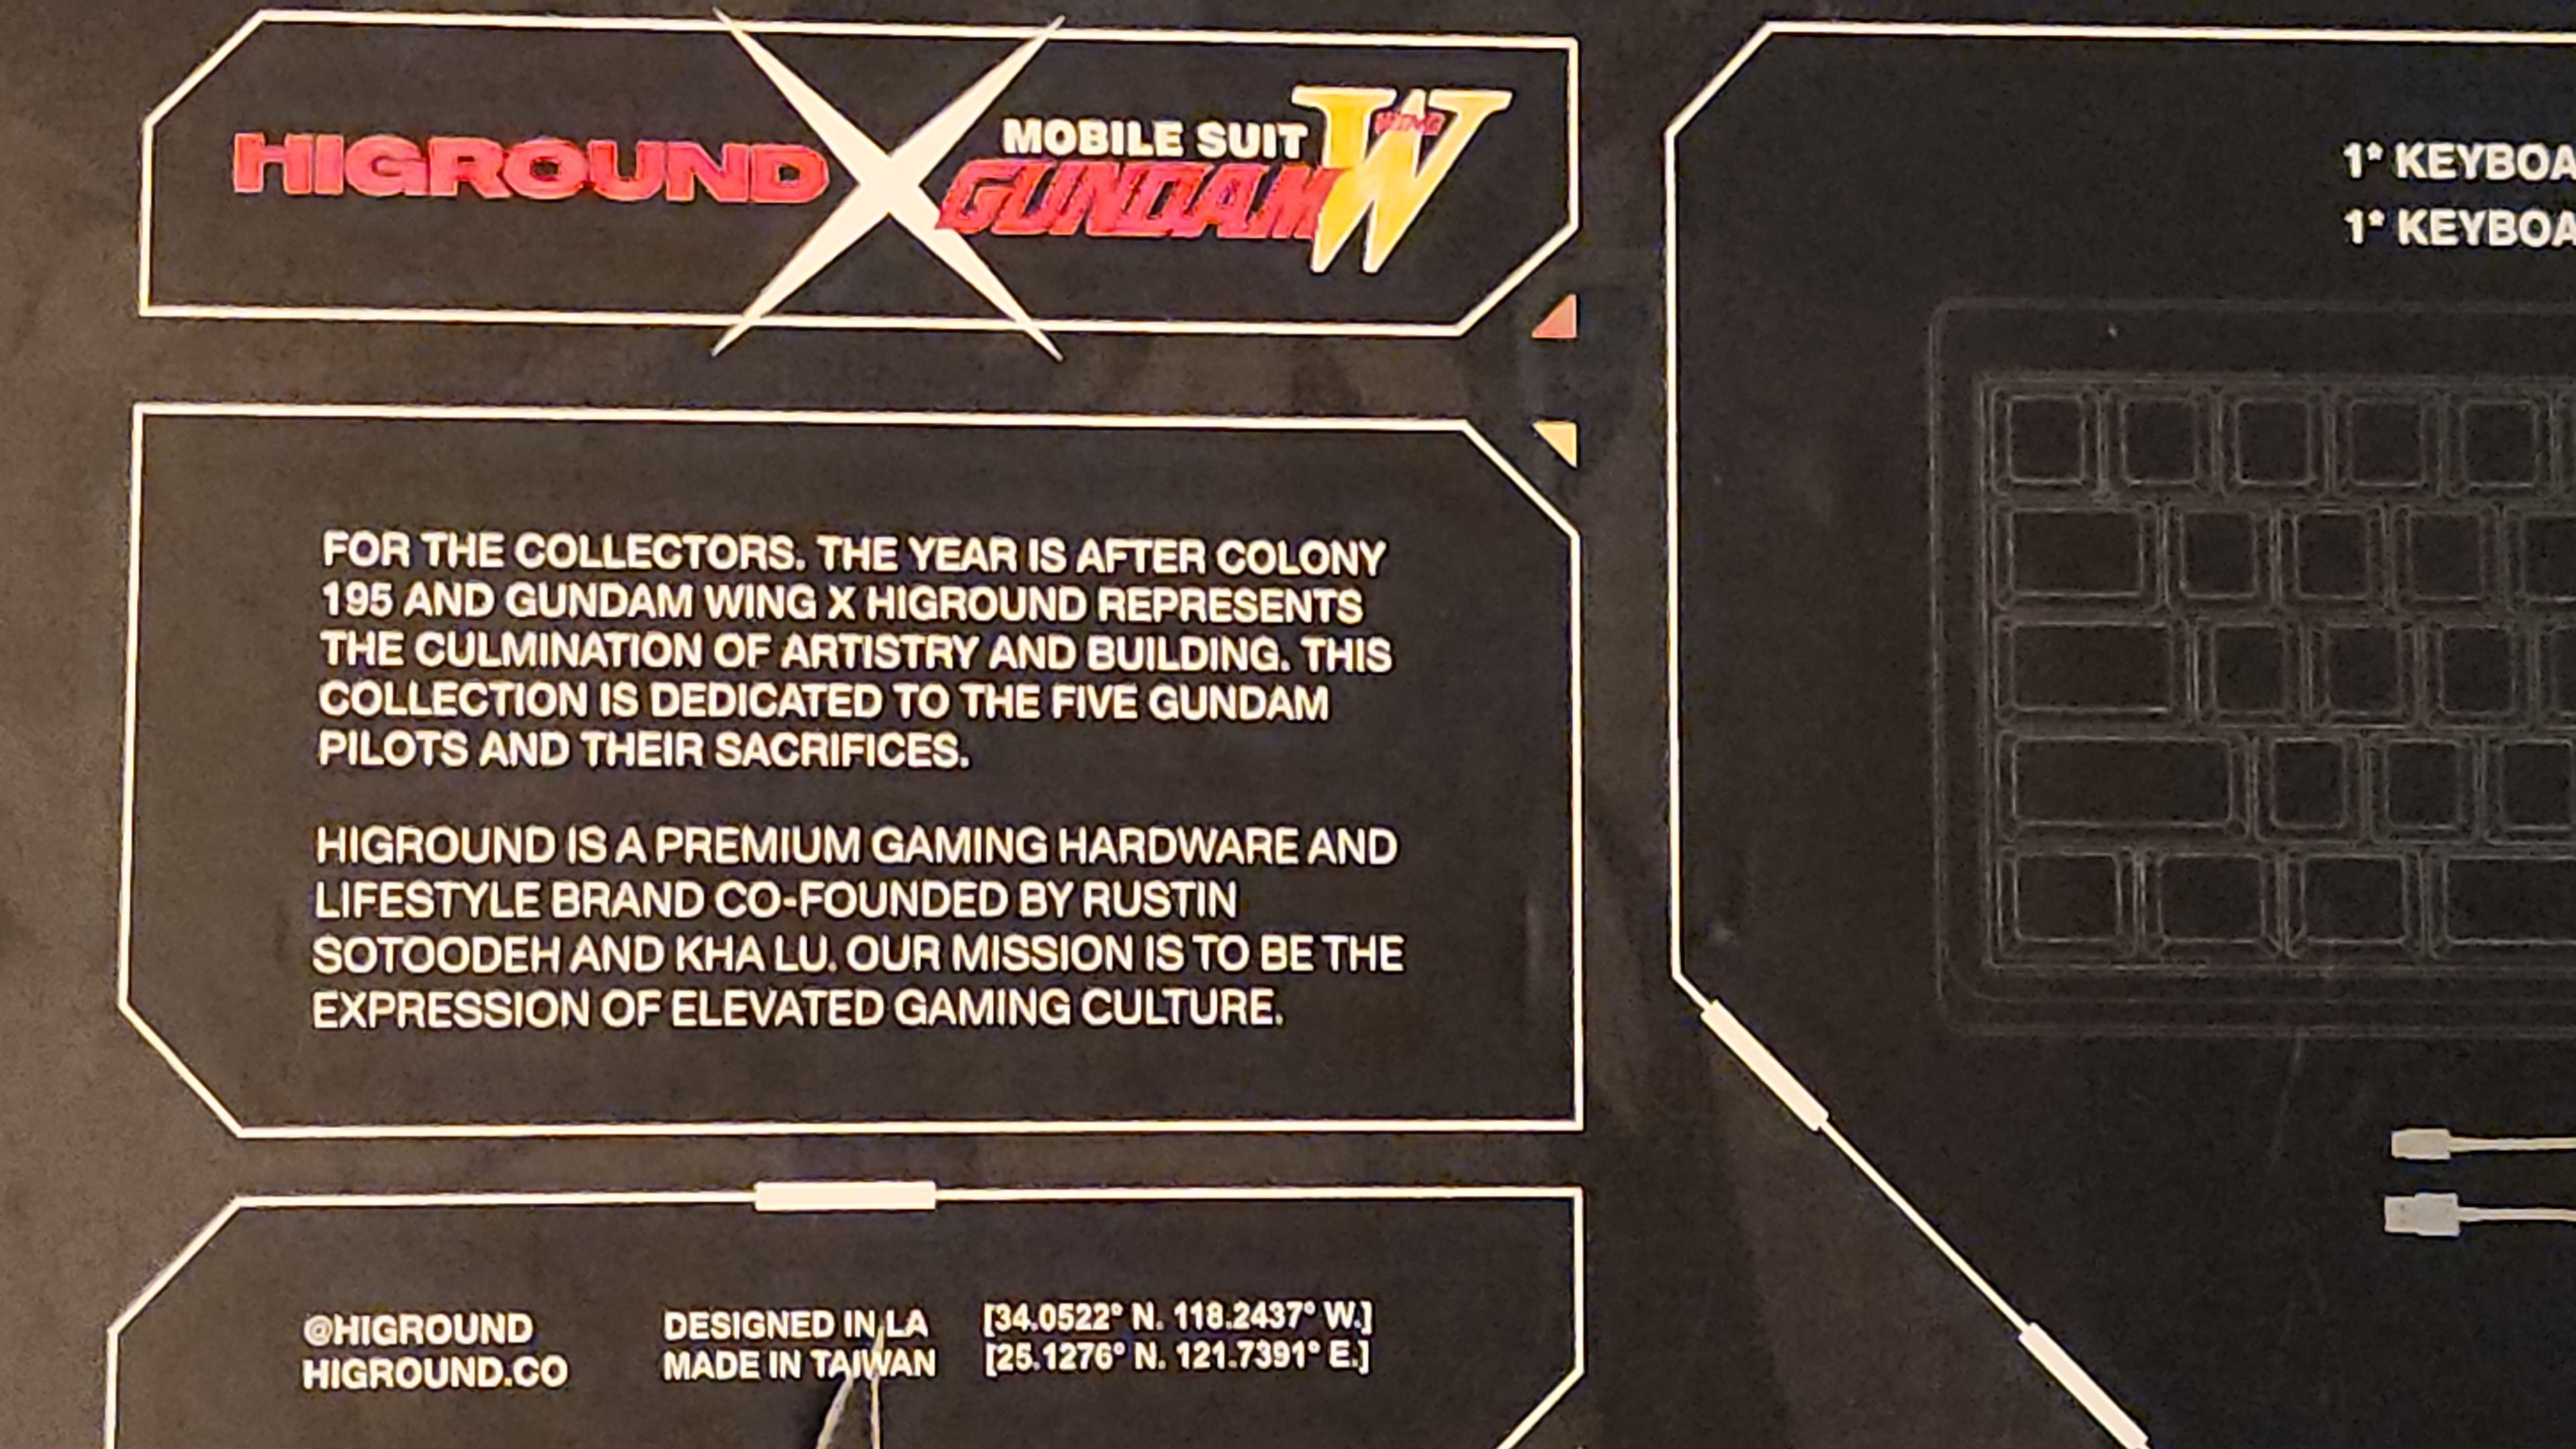 HIGROUND
MOBILE SUIT
GUNDAM W
WING
1* KEYBOA
1* KEYBOA
FOR THE COLLECTORS. THE YEAR IS AFTER COLONY
195 AND GUNDAM WING X HIGROUND REPRESENTS
THE CULMINATION OF ARTISTRY AND BUILDING. THIS
COLLECTION IS DEDICATED TO THE FIVE GUNDAM
PILOTS AND THEIR SACRIFICES.
HIGROUND IS A PREMIUM GAMING HARDWARE AND
LIFESTYLE BRAND CO-FOUNDED BY RUSTIN
SOTOODEH AND KHA LU. OUR MISSION IS TO BE THE
EXPRESSION OF ELEVATED GAMING CULTURE.
@HIGROUND
HIGROUND.CO
DESIGNED IN LA
MADE IN TAIWAN
[34.0522° N. 118.2437° W.]
[25.1276° N. 121.7391° E.]